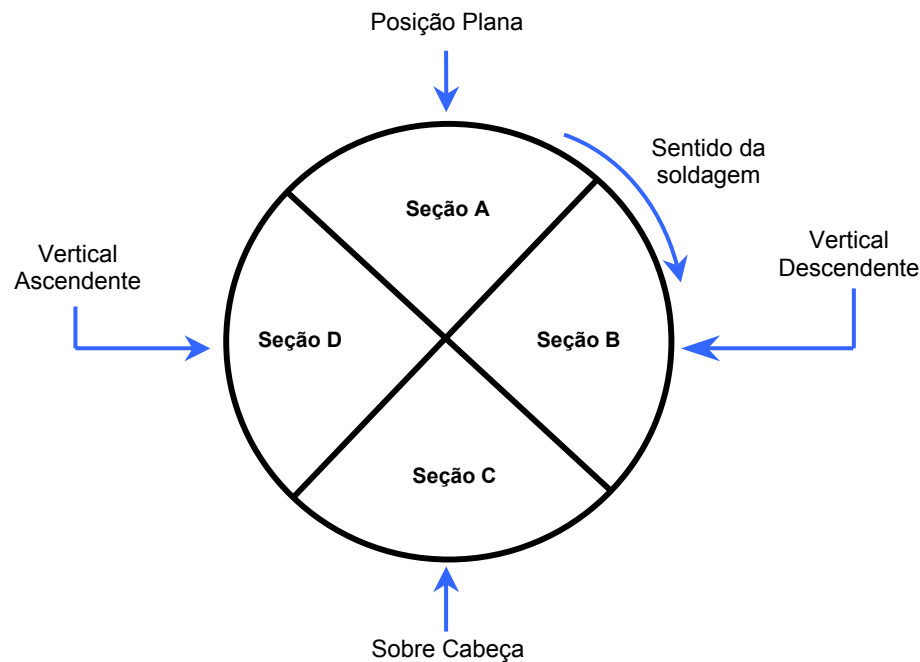 Posição Plana
Sentido da
soldagem
Seção A
Vertical
Ascendente
Vertical
Descendente
Seção D
Seção B
Seção C
Sobre Cabeça